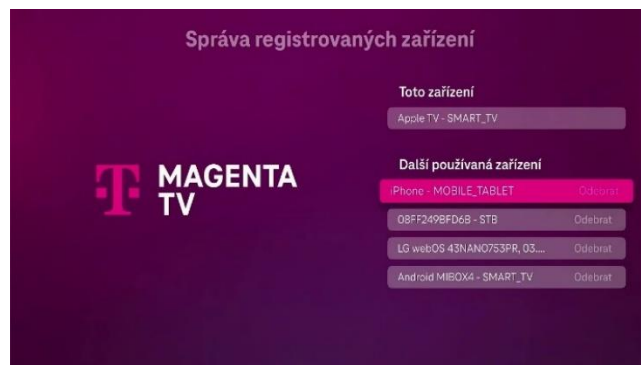 Správa registrovaných zařízení
Toto zařízení
Apple TV - SMART_TV
MAGENTA
TV
Další používaná zařízení
iPhone - MOBILE_TABLET Odebrat
08FF249BFD6B - STB Odebrat
LG webOS 43NANO753PR, 03.... Odebrat
Android MIBOX4 - SMART_TV Odebrat